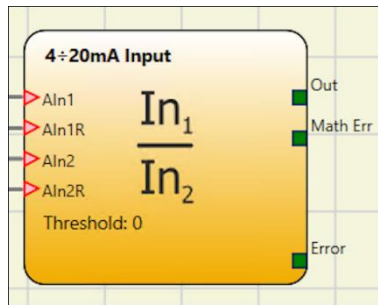 4÷20mA Input
AIn1
AIn1R
AIn2
AIn2R
In1
In2
Threshold: 0
Out
Math Err
Error